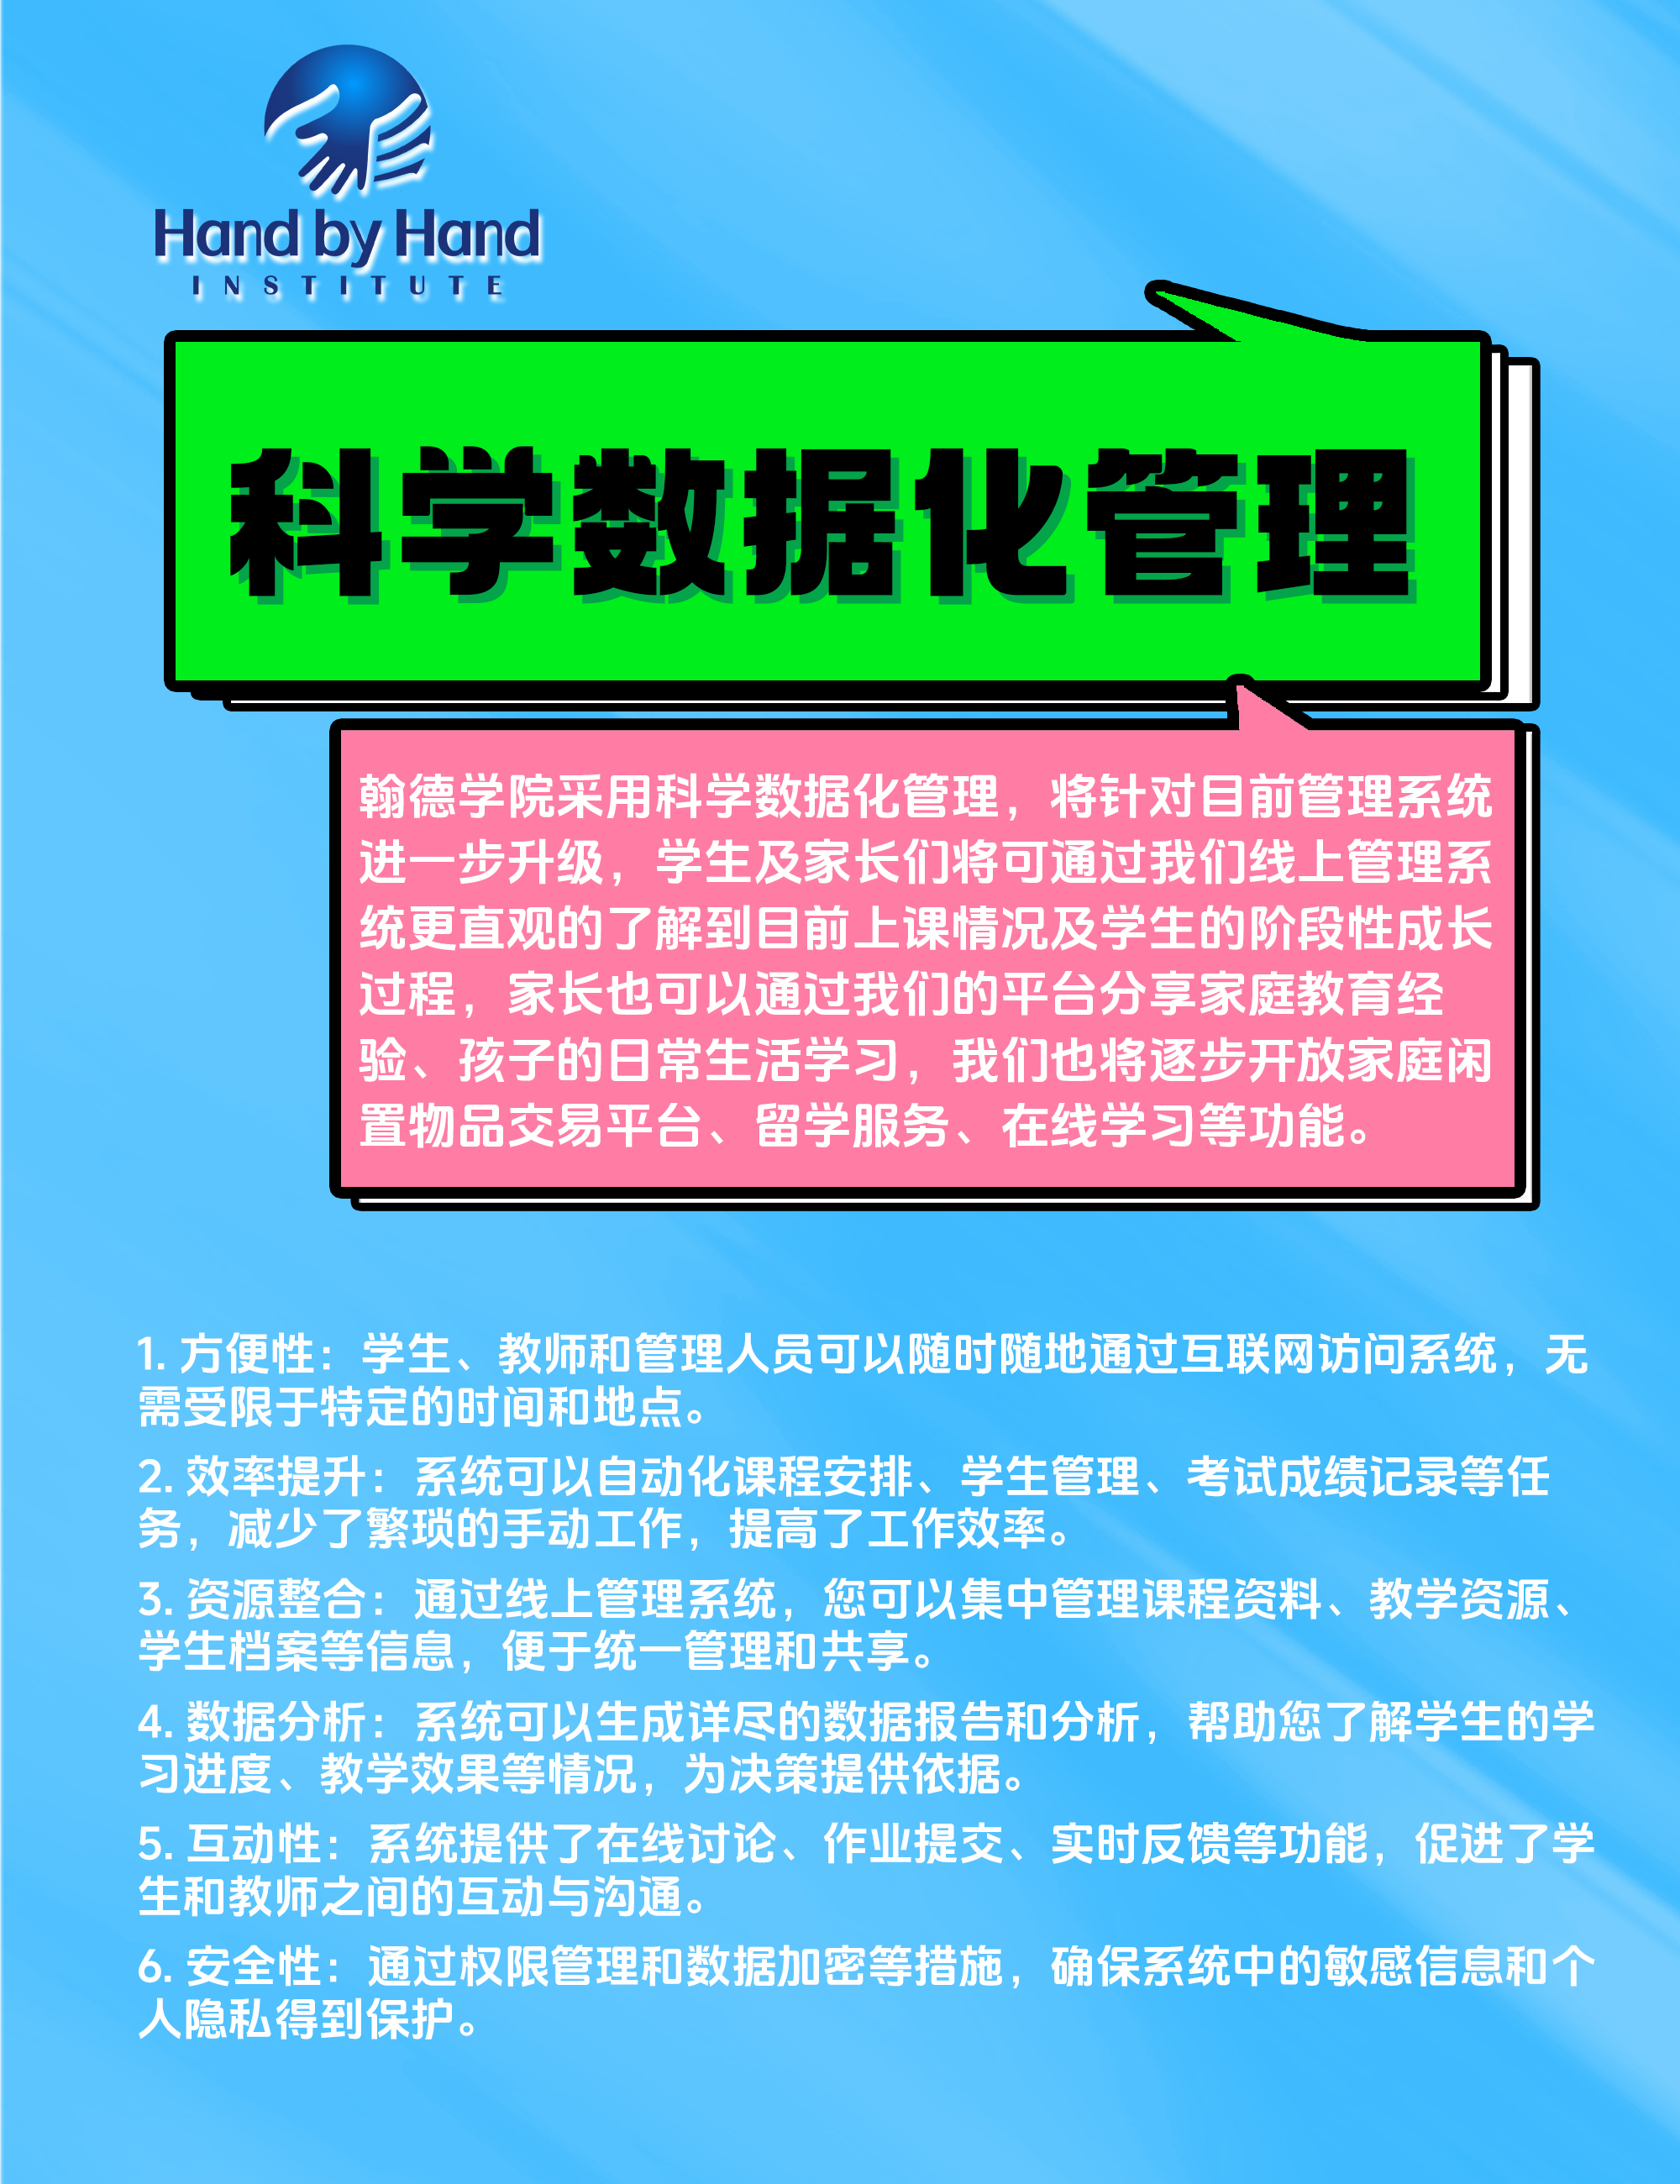 Hand by Hand
INSTITUTE
科学数据化管理
翰德学院采用科学数据化管理，将针对目前管理系统
进一步升级，学生及家长们将可通过我们线上管理系
统更直观的了解到目前上课情况及学生的阶段性成长
过程，家长也可以通过我们的平台分享家庭教育经
验、孩子的日常生活学习，我们也将逐步开放家庭闲
置物品交易平台、留学服务、在线学习等功能。
1. 方便性：学生、教师和管理人员可以随时随地通过互联网访问系统，无
需受限于特定的时间和地点。
2. 效率提升：系统可以自动化课程安排、学生管理、考试成绩记录等任
务，减少了繁琐的手动工作，提高了工作效率。
3. 资源整合：通过线上管理系统，您可以集中管理课程资料、教学资源、
学生档案等信息，便于统一管理和共享。
4. 数据分析：系统可以生成详尽的数据报告和分析，帮助您了解学生的学
习进度、教学效果等情况，为决策提供依据。
5. 互动性：系统提供了在线讨论、作业提交、实时反馈等功能，促进了学
生和教师之间的互动与沟通。
6. 安全性：通过权限管理和数据加密等措施，确保系统中的敏感信息和个
人隐私得到保护。